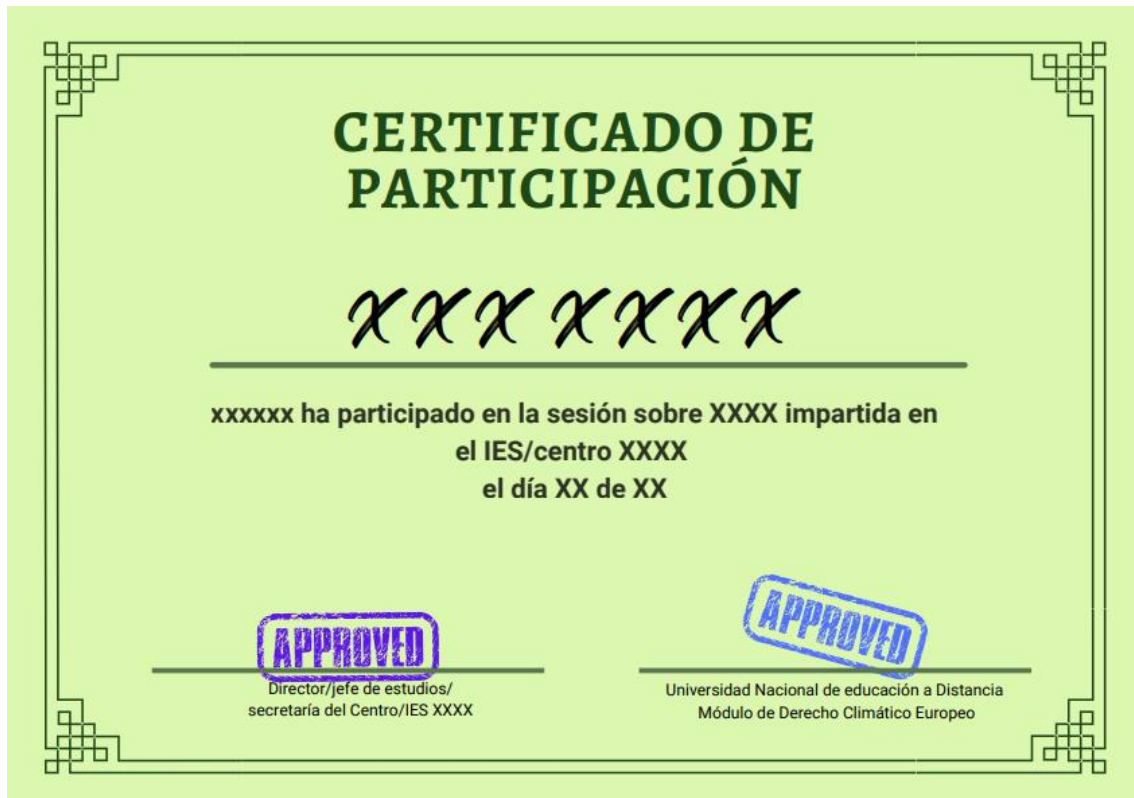 CERTIFICADO DE
PARTICIPACIÓN
XXX XXXX
xxxxxx ha participado en la sesión sobre XXXX impartida en
el IES/centro XXXX
el día XX de XX
APPROVED
APPROVED
Director/jefe de estudios/
secretaría del Centro/IES XXXX
Universidad Nacional de educación a Distancia
Módulo de Derecho Climático Europeo